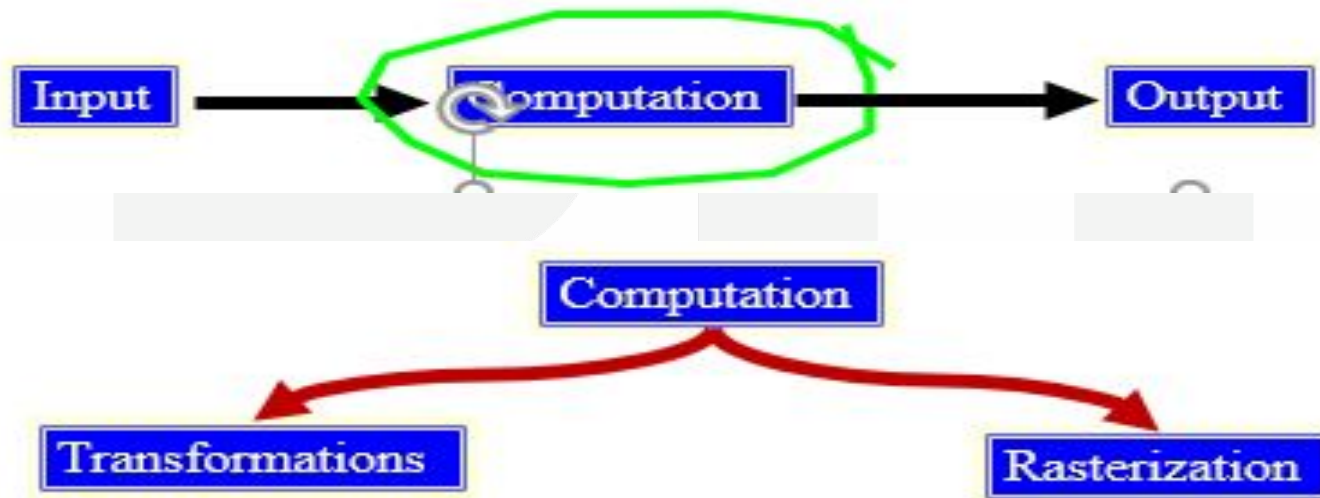 Input Computation Output
Computation
Transformations Rasterization